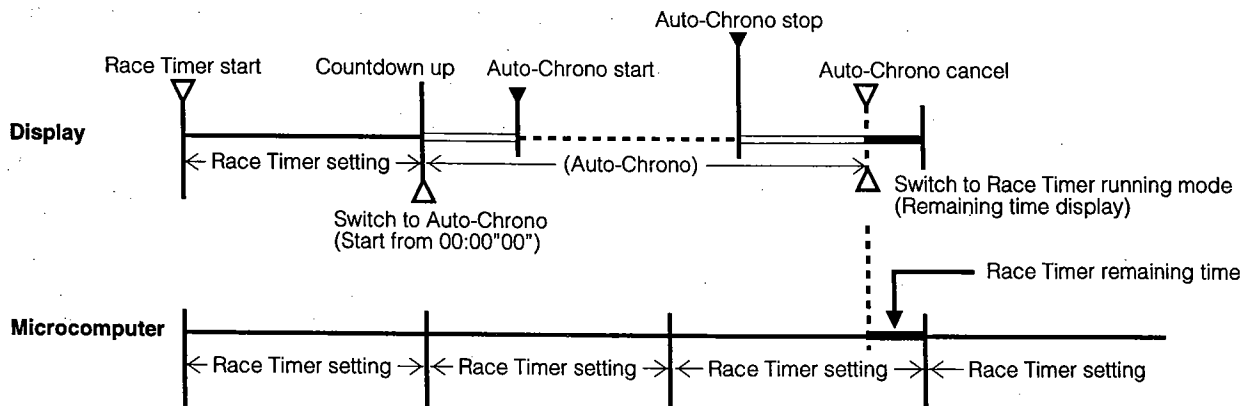 Auto-Chrono stop
Race Timer start
Countdown up
Auto-Chrono start
Auto-Chrono cancel
Display
Race Timer setting
(Auto-Chrono)
Switch to Race Timer running mode
(Remaining time display)
Switch to Auto-Chrono
(Start from 00:00"00")
Race Timer remaining time
Microcomputer
Race Timer setting
Race Timer setting
Race Timer setting
Race Timer setting